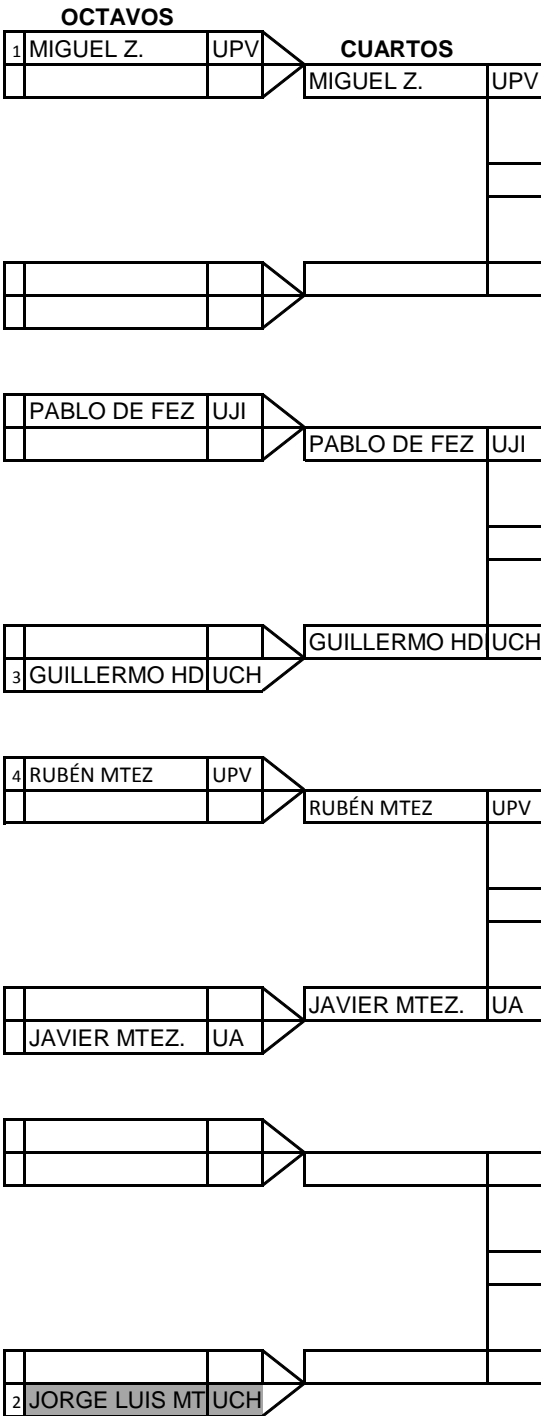 OCTAVOS
1 MIGUEL Z. UPV CUARTOS
MIGUEL Z. UPV
PABLO DE FEZ UJI
PABLO DE FEZ UJI
GUILLERMO HD UCH
3 GUILLERMO HD UCH
4 RUBÉN MTEZ UPV
RUBÉN MTEZ UPV
JAVIER MTEZ. UA
JAVIER MTEZ. UA
2 JORGE LUIS MT UCH